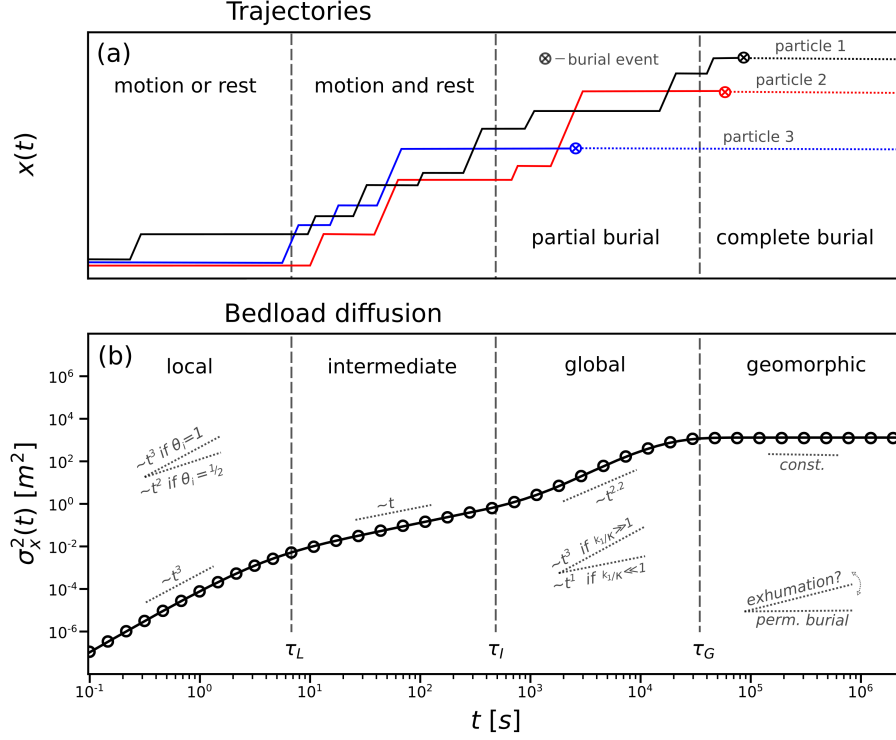 Trajectories
(a)
motion or rest
motion and rest
⊗ – burial event
particle 1
particle 2
particle 3
partial burial
complete burial
x(t)
Bedload diffusion
(b)
local
intermediate
global
geomorphic
10⁶
10⁴
10²
10⁰
10⁻²
10⁻⁴
10⁻⁶
σₓ²(t) [m²]
~t³ if θᵢ=1
~t² if θᵢ=1/2
~t³
~t
~t²·²
~t³ if k₁/κ≫1
~t¹ if k₁/κ≪1
const.
exhumation?
perm. burial
τ_L
τ_I
τ_G
10⁻¹
10⁰
10¹
10²
10³
10⁴
10⁵
10⁶
t [s]